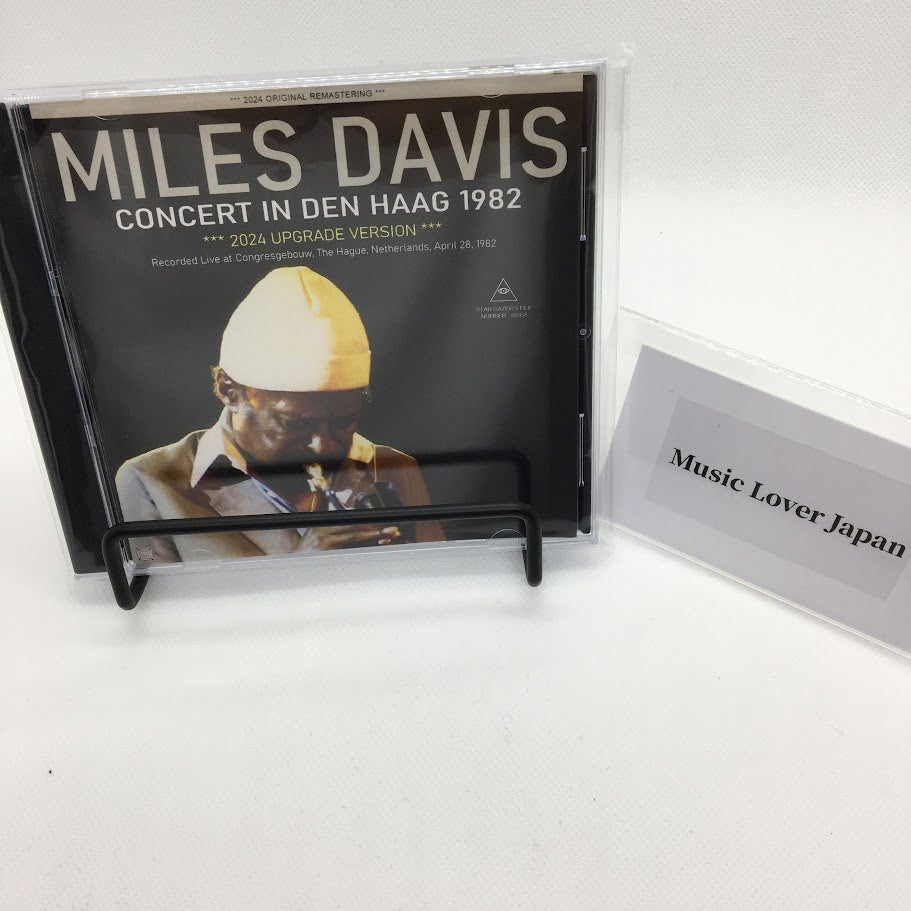 *** 2024 ORIGINAL REMASTERING ***
MILES DAVIS
CONCERT IN DEN HAAG 1982
*** 2024 UPGRADE VERSION ***
Recorded Live at Congresgebouw, The Hague, Netherlands, April 28, 1982
STAR GAZER'S FILE
NUMBER :
Music Lover Japan